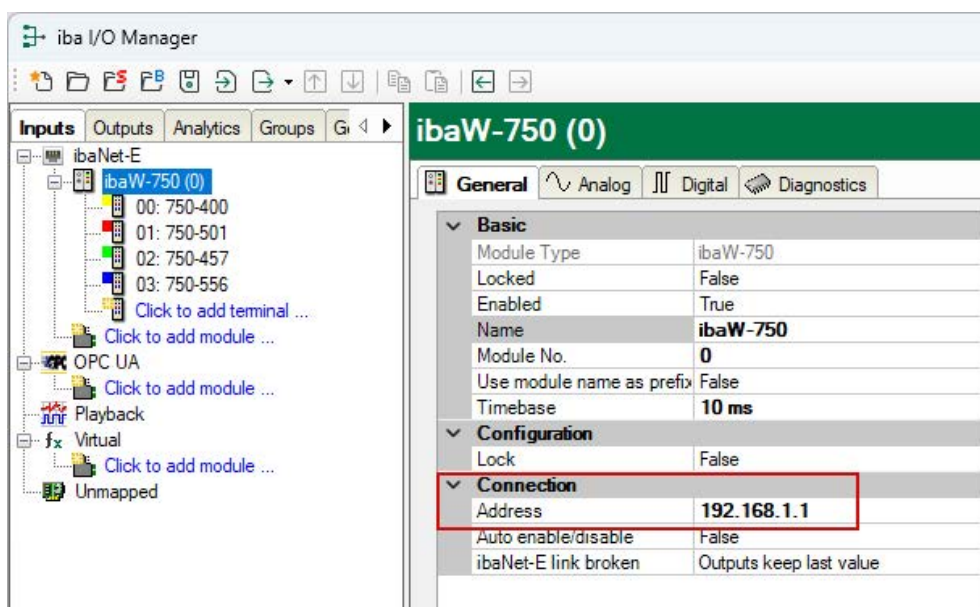 iba I/O Manager
Inputs Outputs Analytics Groups
ibaNet-E
ibaW-750 (0)
00: 750-400
01: 750-501
02: 750-457
03: 750-556
Click to add terminal ...
Click to add module ...
OPC UA
Click to add module ...
Playback
fx Virtual
Click to add module ...
Unmapped
ibaW-750 (0)
General Analog Digital Diagnostics
Basic
Module Type ibaW-750
Locked False
Enabled True
Name ibaW-750
Module No. 0
Use module name as prefix False
Timebase 10 ms
Configuration
Lock False
Connection
Address 192.168.1.1
Auto enable/disable False
ibaNet-E link broken Outputs keep last value